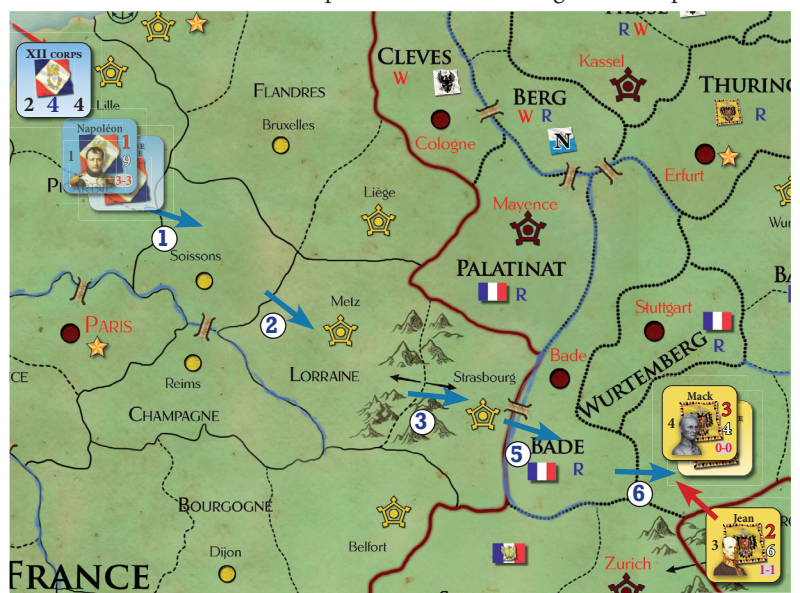 HESSE
R W
XII CORPS
2 4 4
Lille
FLANDRES
Bruxelles
CLEVES
W
Cologne
Kassel
BERG
W R
N
THURING
R
Erfurt
Napoléon
1
1
9
3-3
Liège
Mayence
PALATINAT
R
1
Soissons
2
Metz
PARIS
Stuttgart
R
WURTEMBERG
Reims
LORRAINE
Strasbourg
Bade
CHAMPAGNE
3
5
BADE
R
Mack
3
4
4
0-0
6
BOURGOGNE
Belfort
Dijon
Jean
2
3
6
1-1
Zurich
FRANCE